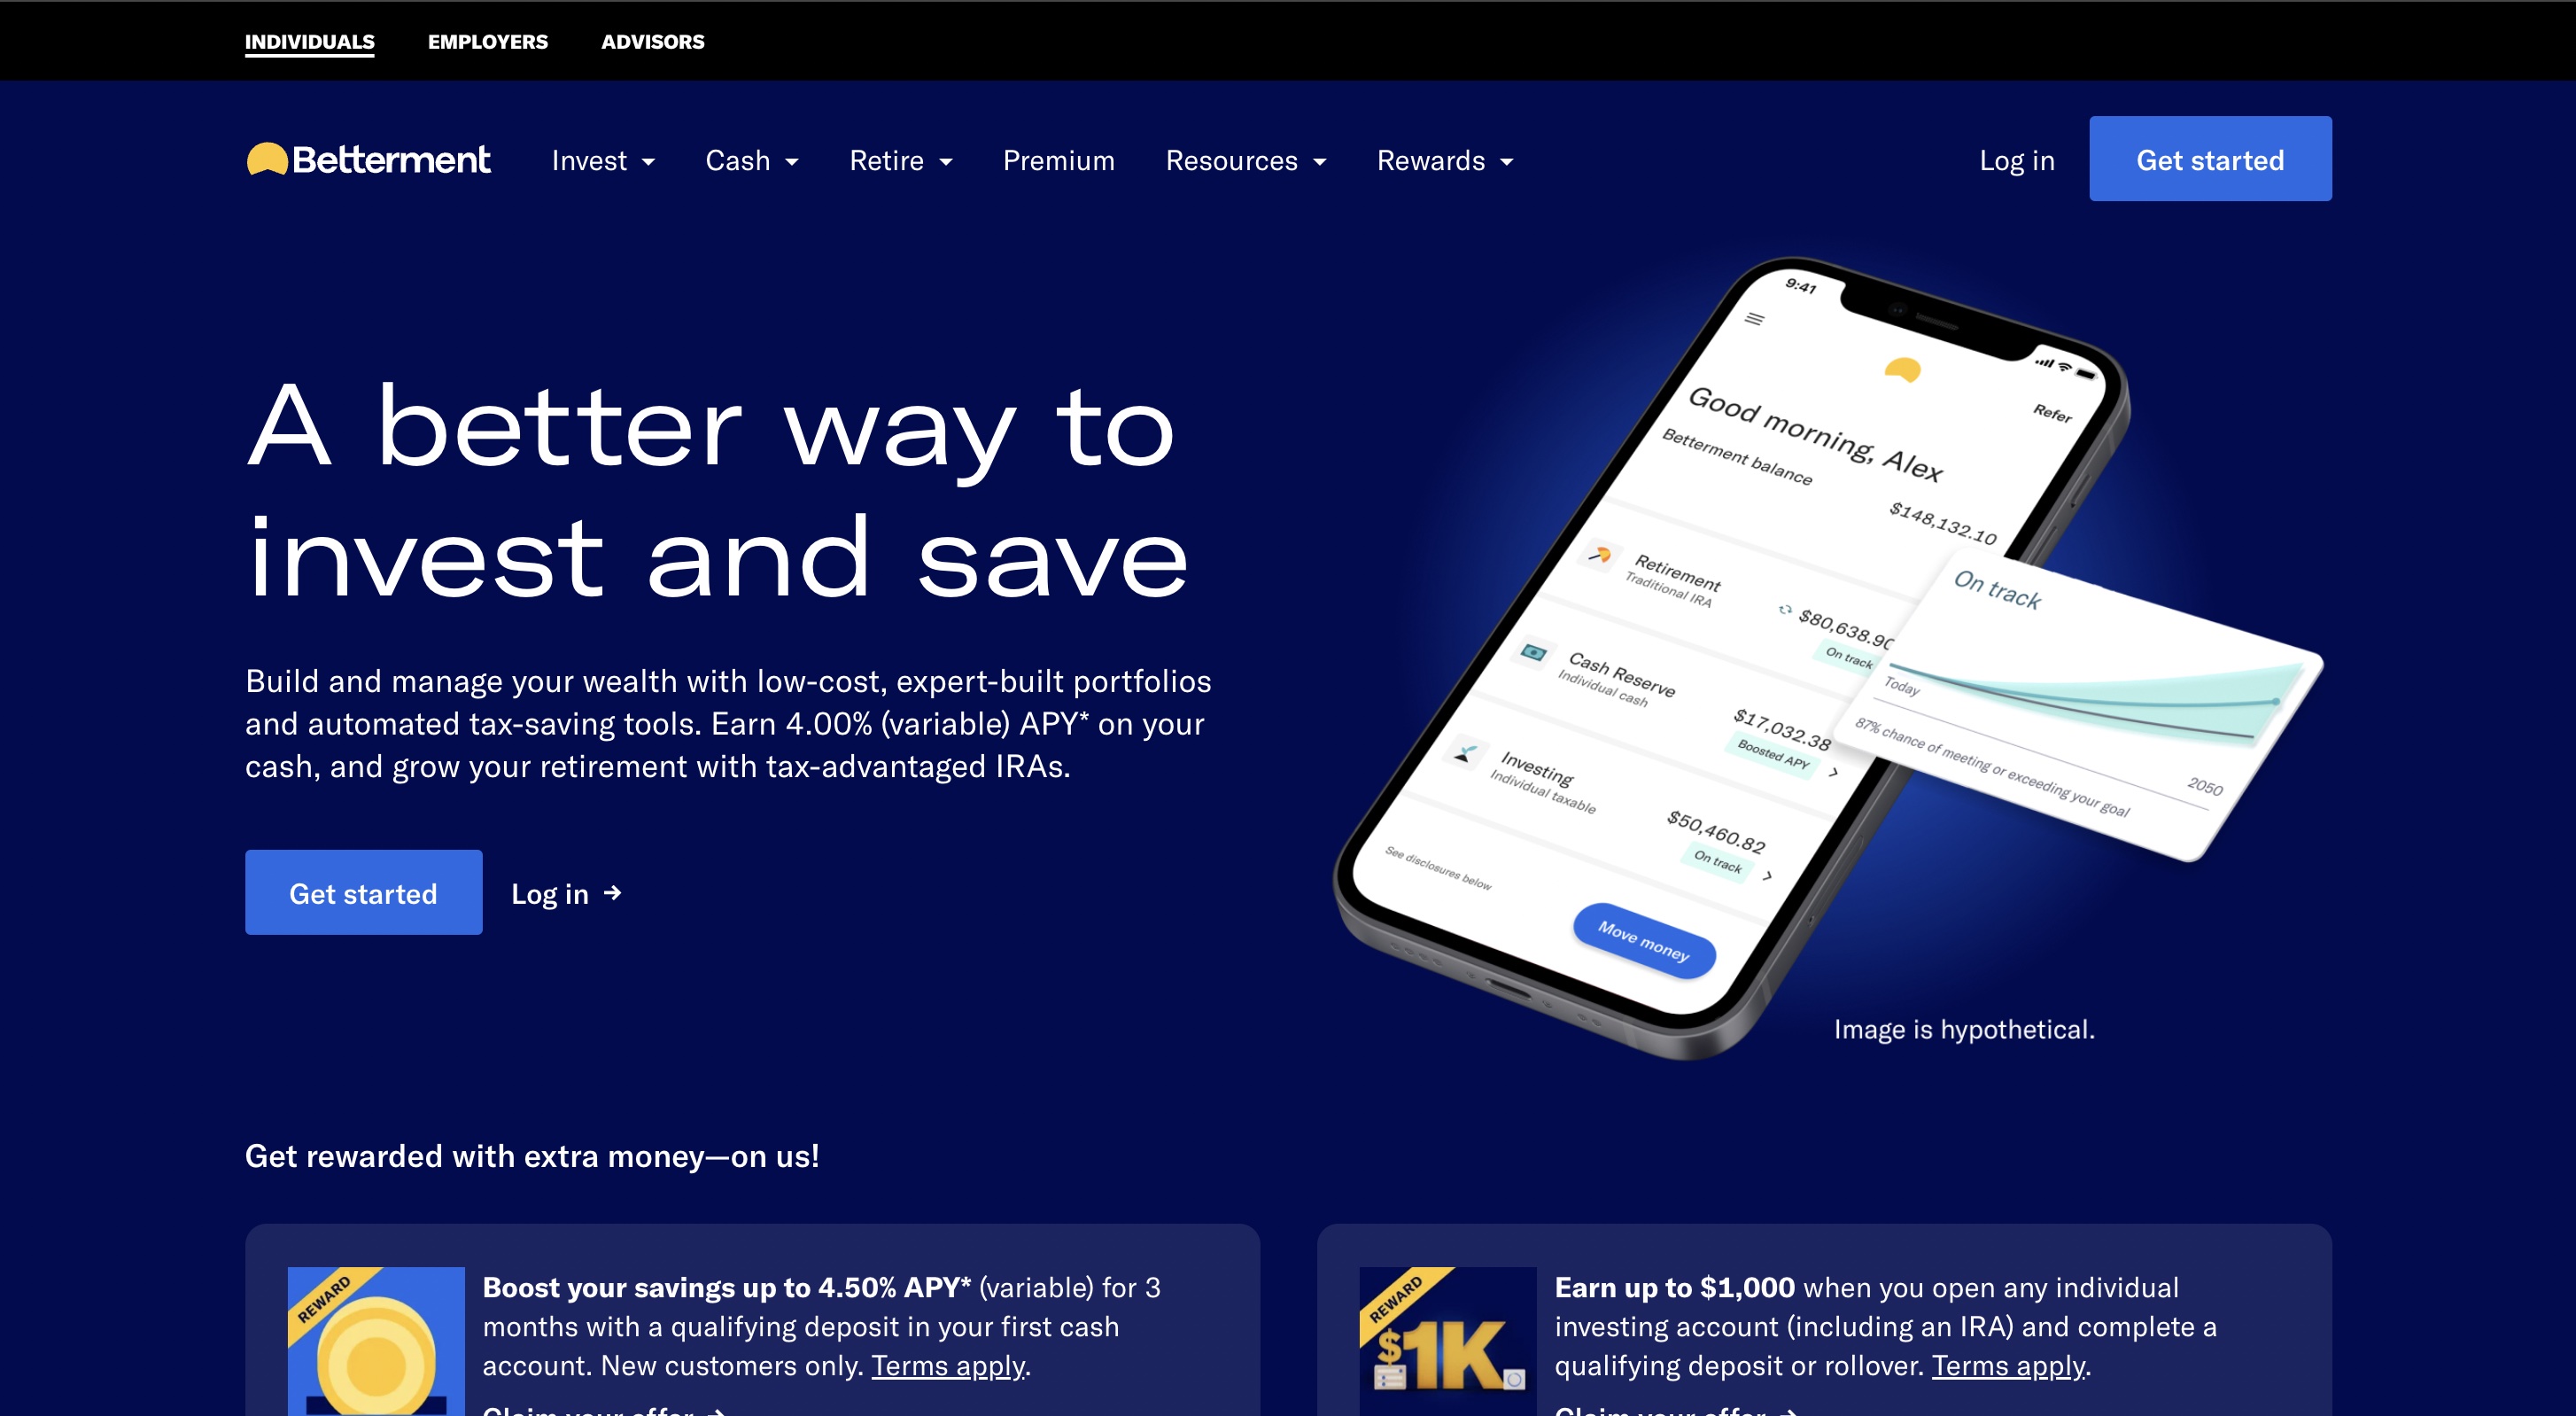 INDIVIDUALS
EMPLOYERS
ADVISORS
Betterment
Invest
Cash
Retire
Premium
Resources
Rewards
Log in
Get started
A better way to
invest and save
Build and manage your wealth with low-cost, expert-built portfolios
and automated tax-saving tools. Earn 4.00% (variable) APY* on your
cash, and grow your retirement with tax-advantaged IRAs.
Get started
Log in →
9:41
Refer
Good morning, Alex
Betterment balance
$148,132.10
Retirement
Traditional IRA
$80,638.90
On track
Cash Reserve
Individual cash
$17,032.38
Boosted APY
Investing
Individual taxable
$50,460.82
On track
See disclosures below
Move money
On track
Today
2050
87% chance of meeting or exceeding your goal
Image is hypothetical.
Get rewarded with extra money—on us!
REWARD
Boost your savings up to 4.50% APY* (variable) for 3
months with a qualifying deposit in your first cash
account. New customers only. Terms apply.
Claim your offer →
REWARD
$1K
Earn up to $1,000 when you open any individual
investing account (including an IRA) and complete a
qualifying deposit or rollover. Terms apply.
Claim your offer →